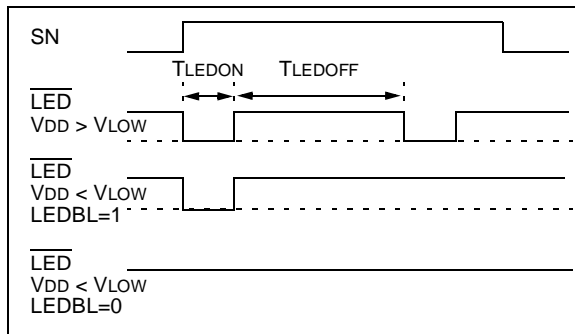 SN
TLEDON TLEDOFF
LED
VDD > VLOW
LED
VDD < VLOW
LEDBL=1
LED
VDD < VLOW
LEDBL=0